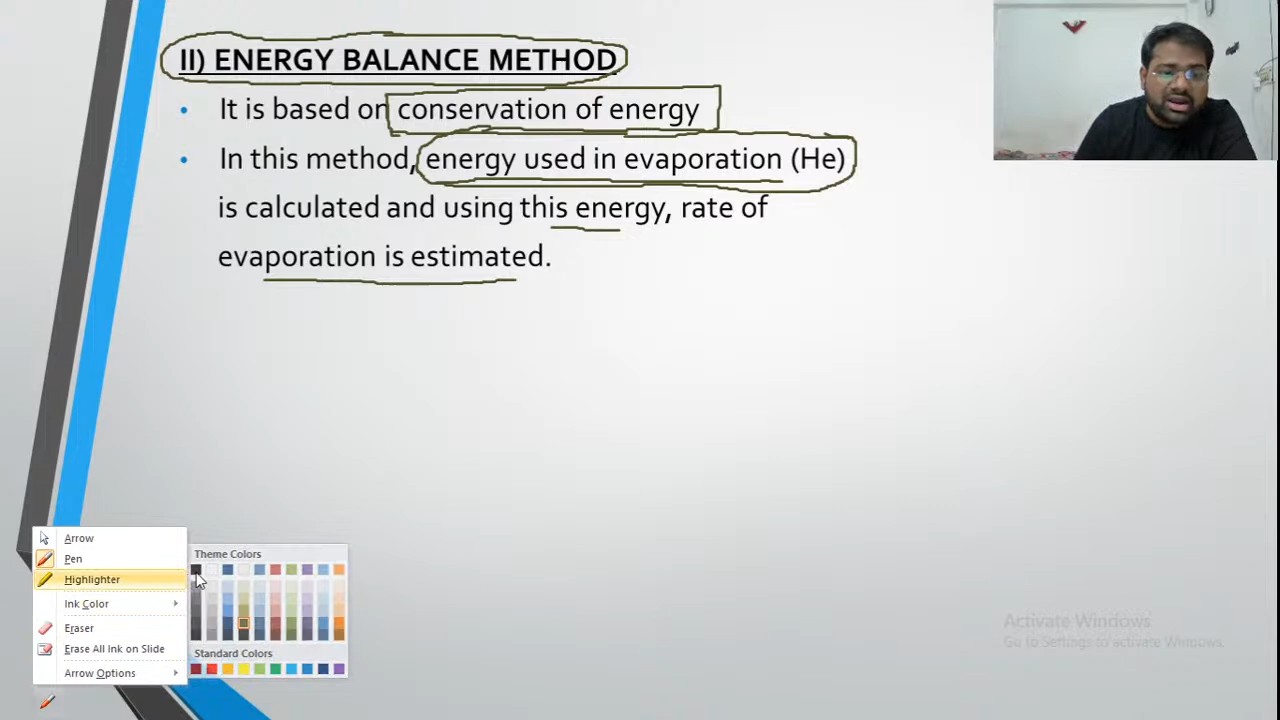 II) ENERGY BALANCE METHOD
• It is based on conservation of energy
• In this method, energy used in evaporation (He)
is calculated and using this energy, rate of
evaporation is estimated.
Arrow
Pen
Highlighter
Ink Color
Eraser
Erase All Ink on Slide
Arrow Options
Theme Colors
Standard Colors
Activate Windows
Go to Settings to activate Windows.